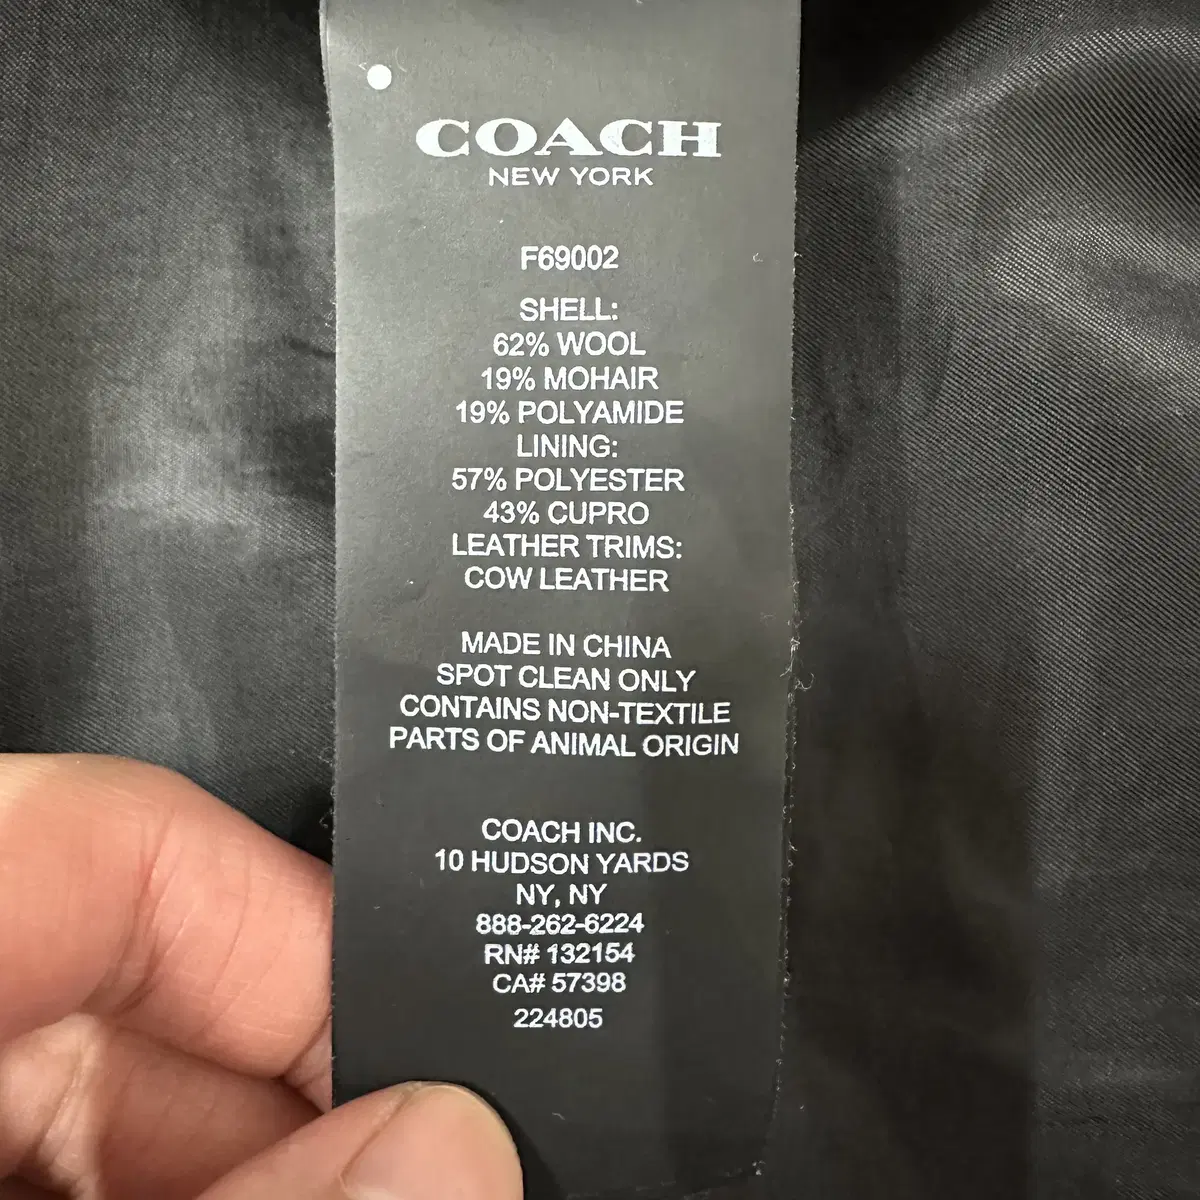 COACH
NEW YORK
F69002
SHELL:
62% WOOL
19% MOHAIR
19% POLYAMIDE
LINING:
57% POLYESTER
43% CUPRO
LEATHER TRIMS:
COW LEATHER
MADE IN CHINA
SPOT CLEAN ONLY
CONTAINS NON-TEXTILE
PARTS OF ANIMAL ORIGIN
COACH INC.
10 HUDSON YARDS
NY, NY
888-262-6224
RN# 132154
CA# 57398
224805